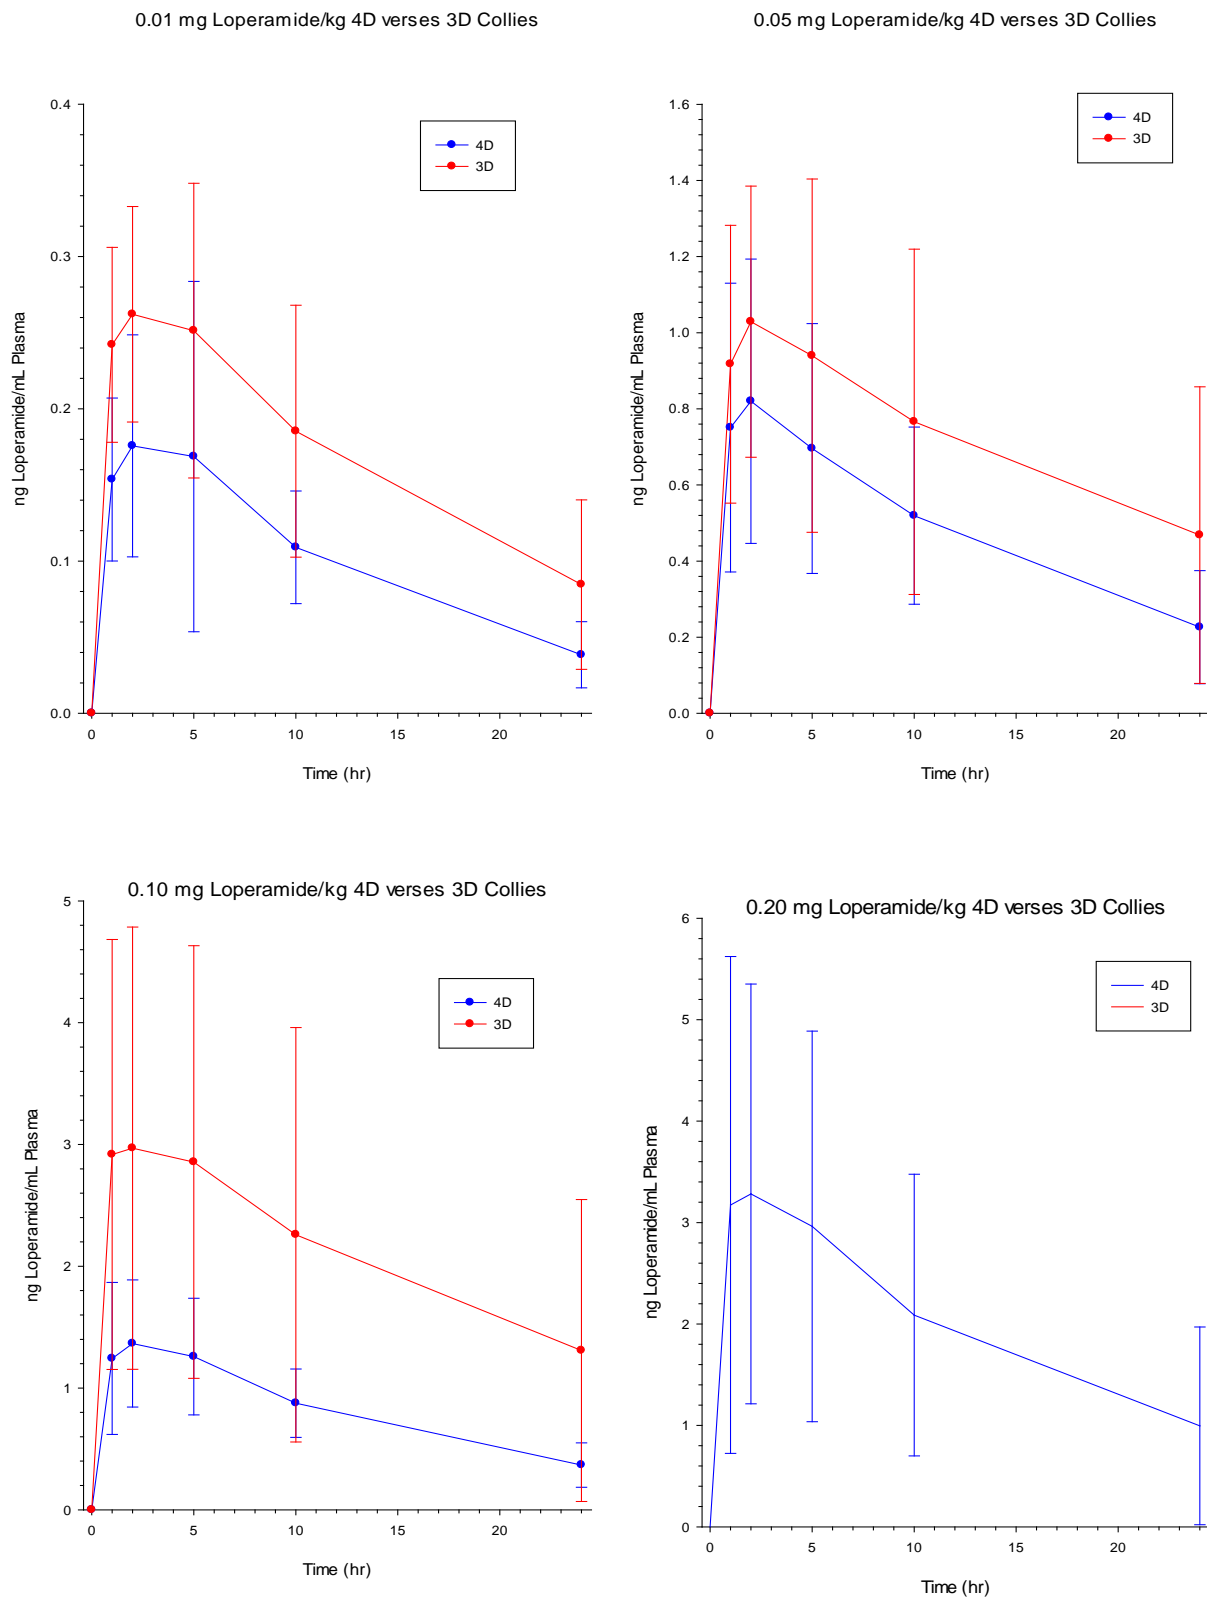 0.01 mg Loperamide/kg 4D verses 3D Collies
0.4
0.3
0.2
0.1
0.0
ng Loperamide/mL Plasma
4D
3D
0
5
10
15
20
Time (hr)
0.05 mg Loperamide/kg 4D verses 3D Collies
1.6
1.4
1.2
1.0
0.8
0.6
0.4
0.2
0.0
ng Loperamide/mL Plasma
4D
3D
0
5
10
15
20
Time (hr)
0.10 mg Loperamide/kg 4D verses 3D Collies
5
4
3
2
1
0
ng Loperamide/mL Plasma
4D
3D
0
5
10
15
20
Time (hr)
0.20 mg Loperamide/kg 4D verses 3D Collies
6
5
4
3
2
1
0
ng Loperamide/mL Plasma
4D
3D
0
5
10
15
20
Time (hr)